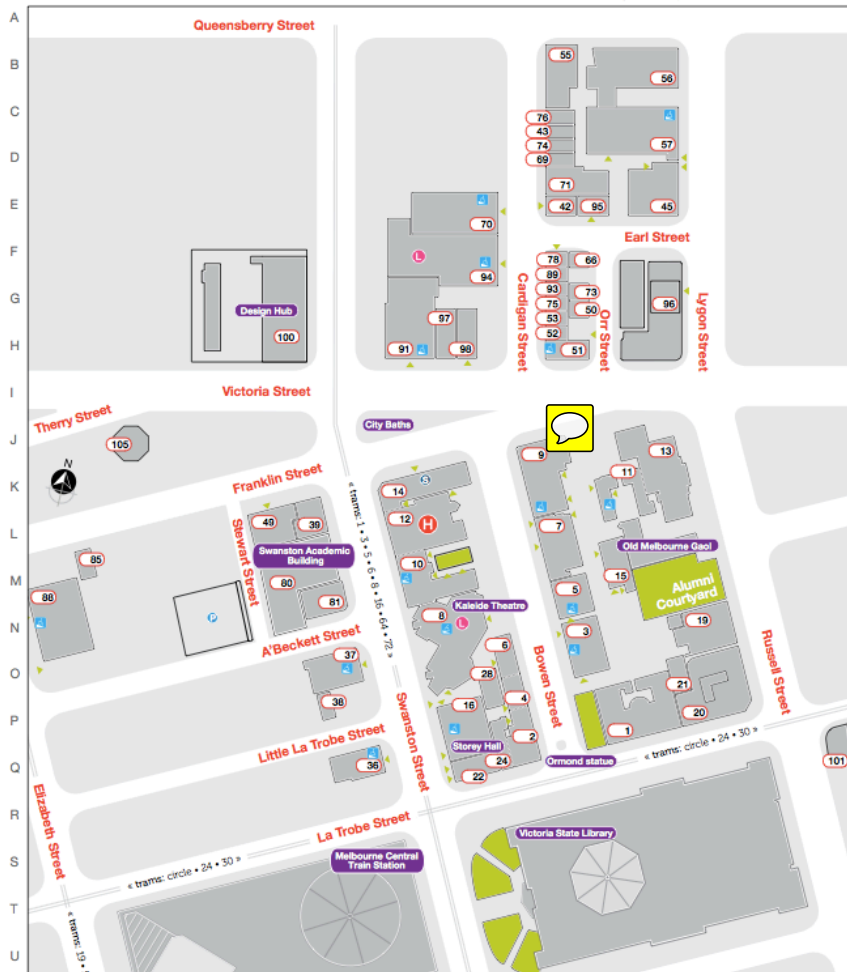 A
Queensberry Street
B
55
56
C
76
43
57
D
74
69
71
E
42
95
45
70
Earl Street
F
78
66
L
94
89
G
93
73
96
Design Hub
75
50
97
53
100
52
H
91
98
51
Cardigan Street
Orr Street
Lygon Street
I
Victoria Street
Therry Street
City Baths
J
105
9
13
N
K
Franklin Street
S
14
11
49
39
12
H
7
L
Stewart Street
« trams: 1 • 3 • 5 • 6 • 8 • 16 • 64 • 72 »
Swanston Academic
Building
Old Melbourne Gaol
85
10
M
80
15
5
Alumni
Courtyard
88
81
8
Kaleide Theatre
P
L
N
A'Beckett Street
3
19
6
37
O
28
21
Bowen Street
Russell Street
38
16
4
20
P
Swanston Street
1
2
Little La Trobe Street
Storey Hall
24
Ormond statue
« trams: circle • 24 • 30 »
Q
36
22
101
Elizabeth Street
R
La Trobe Street
Victoria State Library
S
Melbourne Central
Train Station
« trams: circle • 24 • 30 »
T
« trams: 19 •
U